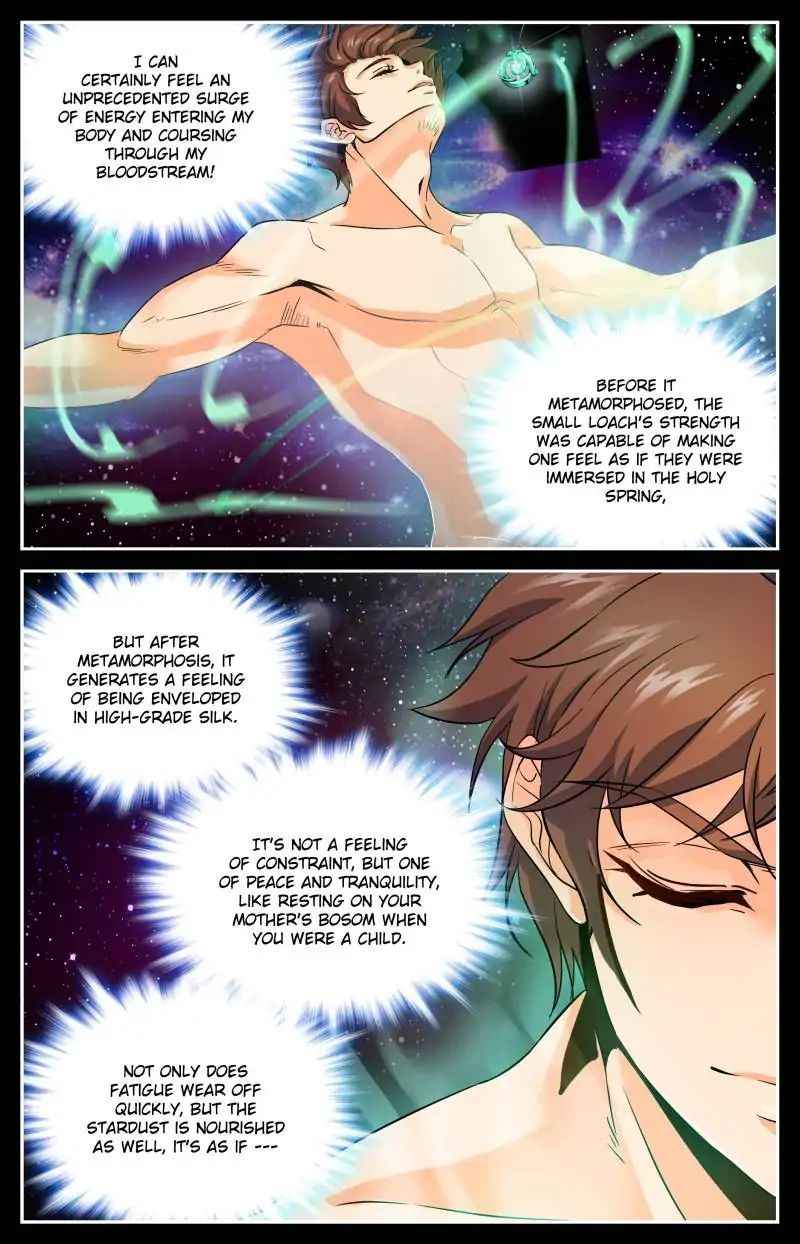 I CAN
CERTAINLY FEEL AN
UNPRECEDENTED SURGE
OF ENERGY ENTERING MY
BODY AND COURSING
THROUGH MY
BLOODSTREAM!
BEFORE IT
METAMORPHOSED, THE
SMALL LOACH'S STRENGTH
WAS CAPABLE OF MAKING
ONE FEEL AS IF THEY WERE
IMMERSED IN THE HOLY
SPRING,
BUT AFTER
METAMORPHOSIS, IT
GENERATES A FEELING
OF BEING ENVELOPED
IN HIGH-GRADE SILK.
IT'S NOT A FEELING
OF CONSTRAINT, BUT ONE
OF PEACE AND TRANQUILITY,
LIKE RESTING ON YOUR
MOTHER'S BOSOM WHEN
YOU WERE A CHILD.
NOT ONLY DOES
FATIGUE WEAR OFF
QUICKLY, BUT THE
STARDUST IS NOURISHED
AS WELL, IT'S AS IF ---